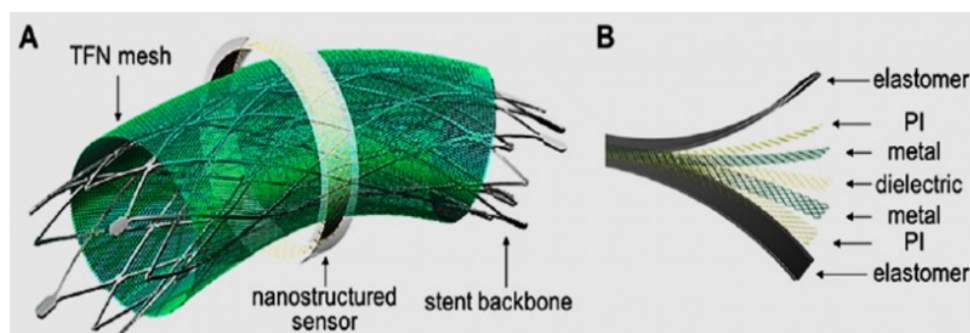 A
TFN mesh
nanostructured
sensor
stent backbone
B
elastomer
PI
metal
dielectric
metal
PI
elastomer